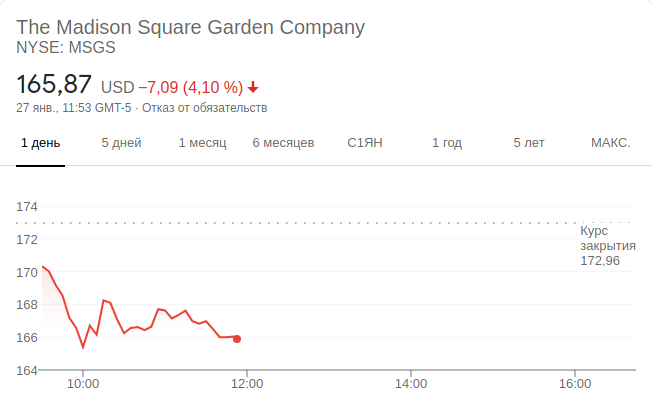 The Madison Square Garden Company
NYSE: MSGS
165,87 USD −7,09 (4,10 %)
27 янв., 11:53 GMT-5 · Отказ от обязательств
1 день 5 дней 1 месяц 6 месяцев С1ЯН 1 год 5 лет МАКС.
174
Курс
закрытия
172,96
172
170
168
166
164
10:00 12:00 14:00 16:00